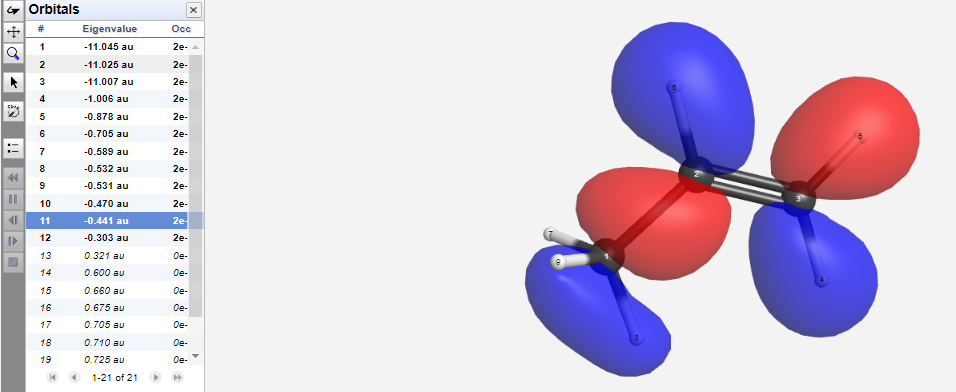 Orbitals
# Eigenvalue Occ
1 -11.045 au 2e-
2 -11.025 au 2e-
3 -11.007 au 2e-
4 -1.006 au 2e-
5 -0.878 au 2e-
6 -0.705 au 2e-
7 -0.589 au 2e-
8 -0.532 au 2e-
9 -0.531 au 2e-
10 -0.470 au 2e-
11 -0.441 au 2e-
12 -0.303 au 2e-
13 0.321 au 0e-
14 0.600 au 0e-
15 0.660 au 0e-
16 0.675 au 0e-
17 0.705 au 0e-
18 0.710 au 0e-
19 0.725 au 0e-
1-21 of 21
6
5
2
3
7
9
1
4
8